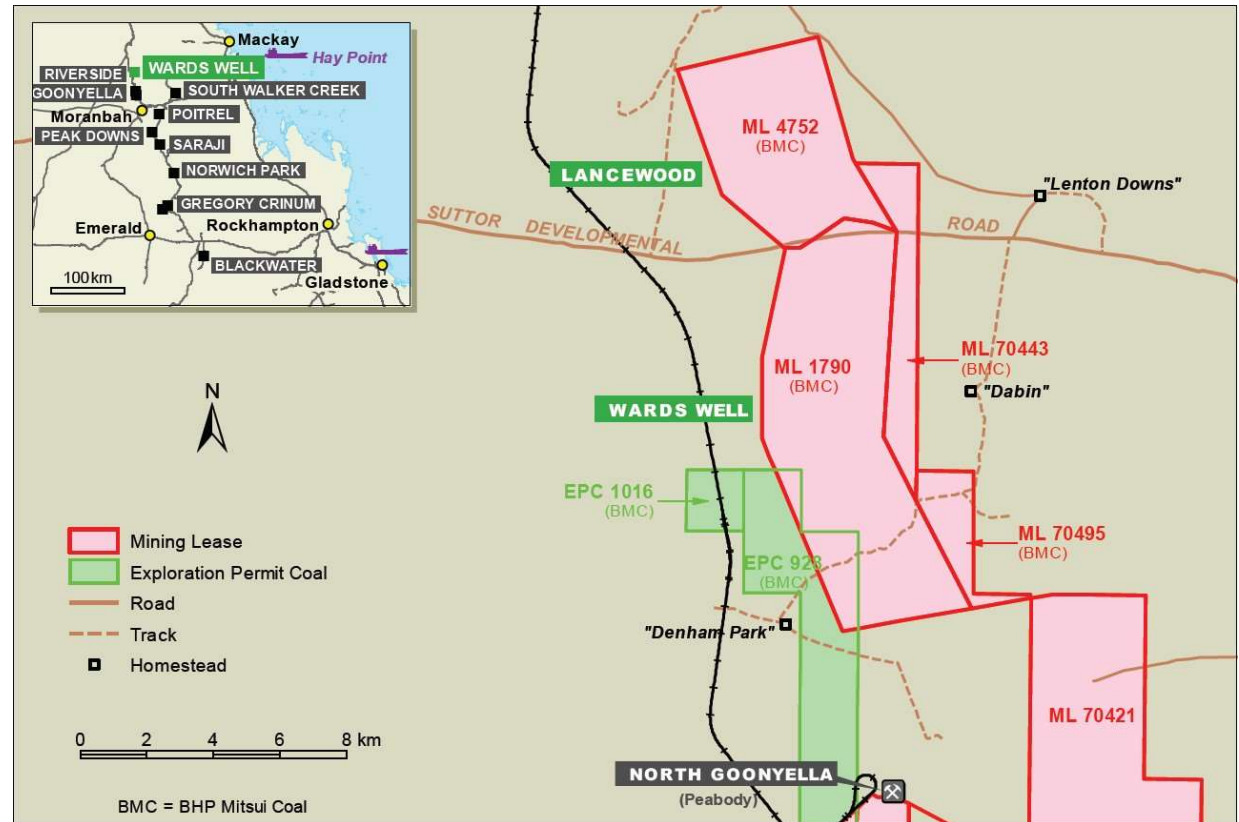 Mackay
Hay Point
RIVERSIDE
WARDS WELL
GOONYELLA
SOUTH WALKER CREEK
Moranbah
POITREL
PEAK DOWNS
SARAJI
NORWICH PARK
GREGORY CRINUM
Emerald
Rockhampton
BLACKWATER
Gladstone
100km
ML 4752
(BMC)
LANCEWOOD
"Lenton Downs"
SUTTOR DEVELOPMENTAL ROAD
ML 1790
(BMC)
ML 70443
(BMC)
"Dabin"
WARDS WELL
N
EPC 1016
(BMC)
ML 70495
(BMC)
EPC 923
(BMC)
Mining Lease
Exploration Permit Coal
Road
Track
Homestead
"Denham Park"
ML 70421
0 2 4 6 8 km
NORTH GOONYELLA
(Peabody)
BMC = BHP Mitsui Coal